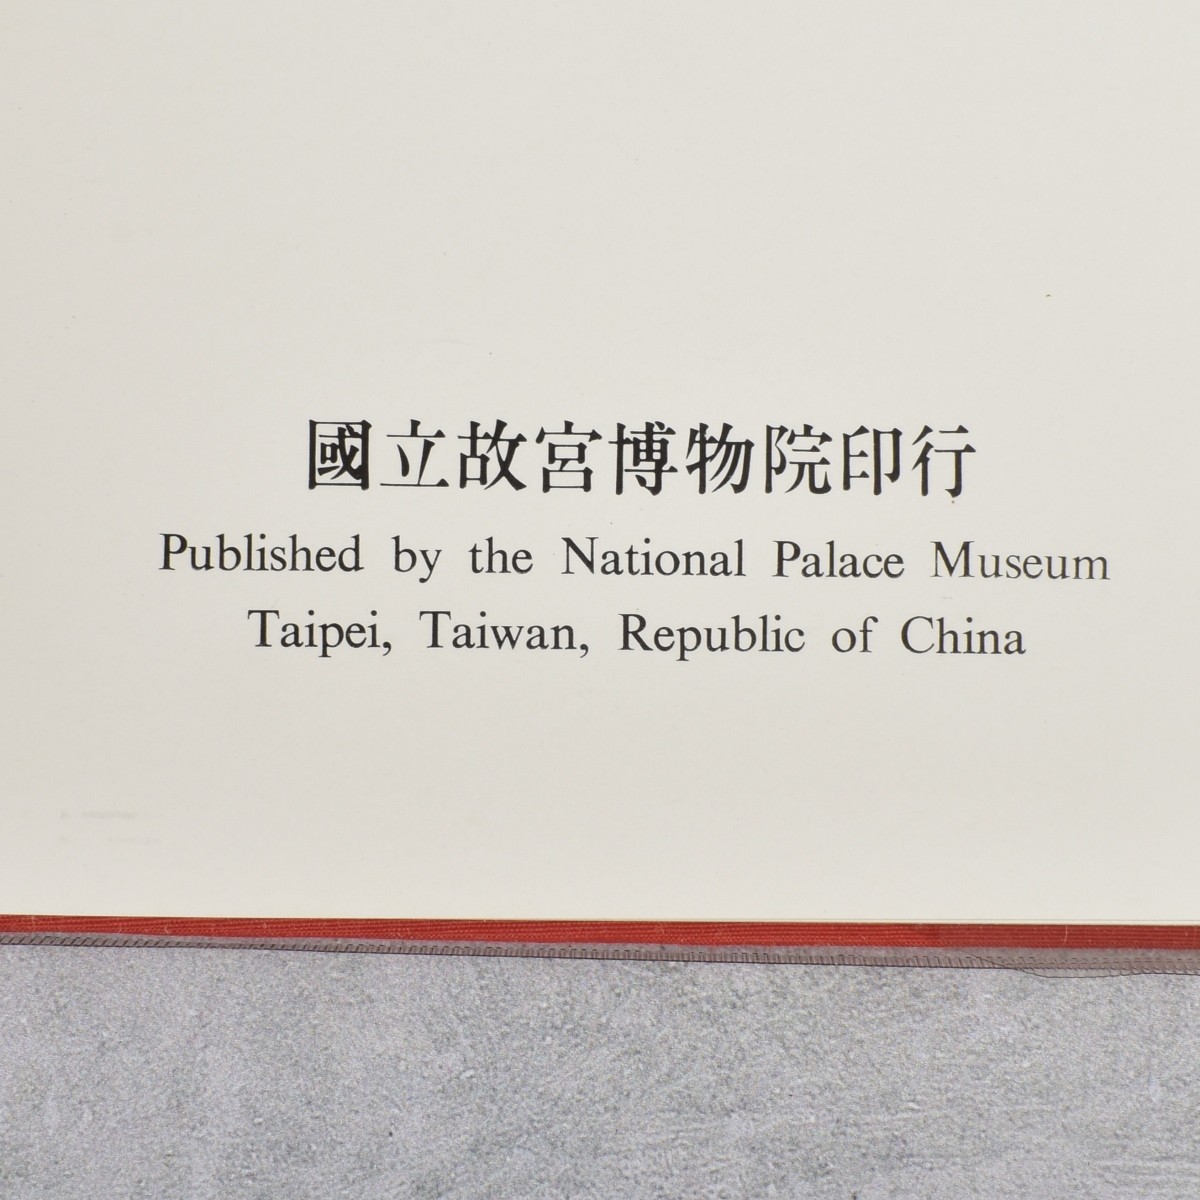 國立故宮博物院印行
Published by the National Palace Museum
Taipei, Taiwan, Republic of China